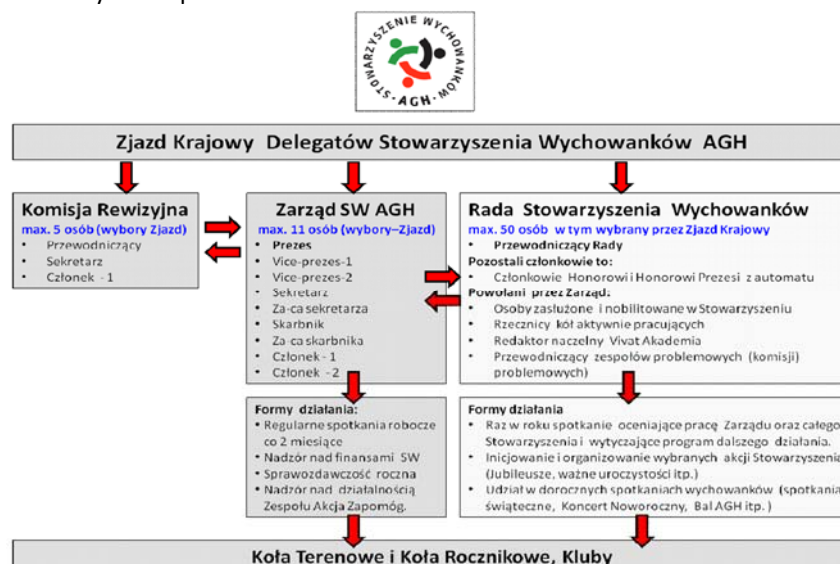 STOWARZYSZENIE WYCHOWANKÓW
· AGH ·
Zjazd Krajowy Delegatów Stowarzyszenia Wychowanków AGH
Komisja Rewizyjna
max. 5 osób (wybory Zjazd)
• Przewodniczący
• Sekretarz
• Członek - 1
Zarząd SW AGH
max. 11 osób (wybory–Zjazd)
• Prezes
• Vice-prezes-1
• Vice-prezes-2
• Sekretarz
• Za-ca sekretarza
• Skarbnik
• Za-ca skarbnika
• Członek - 1
• Członek - 2
Rada Stowarzyszenia Wychowanków
max. 50 osób w tym wybrany przez Zjazd Krajowy
• Przewodniczący Rady
Pozostali członkowie to:
• Członkowie Honorowi i Honorowi Prezesi z automatu
Powołani przez Zarząd:
• Osoby zasłużone i nobilitowane w Stowarzyszeniu
• Rzecznicy kół aktywnie pracujących
• Redaktor naczelny Vivat Akademia
• Przewodniczący zespołów problemowych (komisji)
problemowych)
Formy działania:
• Regularne spotkania robocze
co 2 miesiące
• Nadzór nad finansami SW
• Sprawozdawczość roczna
• Nadzór nad działalnością
Zespołu Akcja Zapomóg.
Formy działania
• Raz w roku spotkanie oceniające pracę Zarządu oraz całego
Stowarzyszenia i wytyczające program dalszego działania.
• Inicjowanie i organizowanie wybranych akcji Stowarzyszenia
(Jubileusze, ważne uroczystości itp.)
• Udział w dorocznych spotkaniach wychowanków (spotkania
świąteczne, Koncert Noworoczny, Bal AGH itp. )
Koła Terenowe i Koła Rocznikowe, Kluby